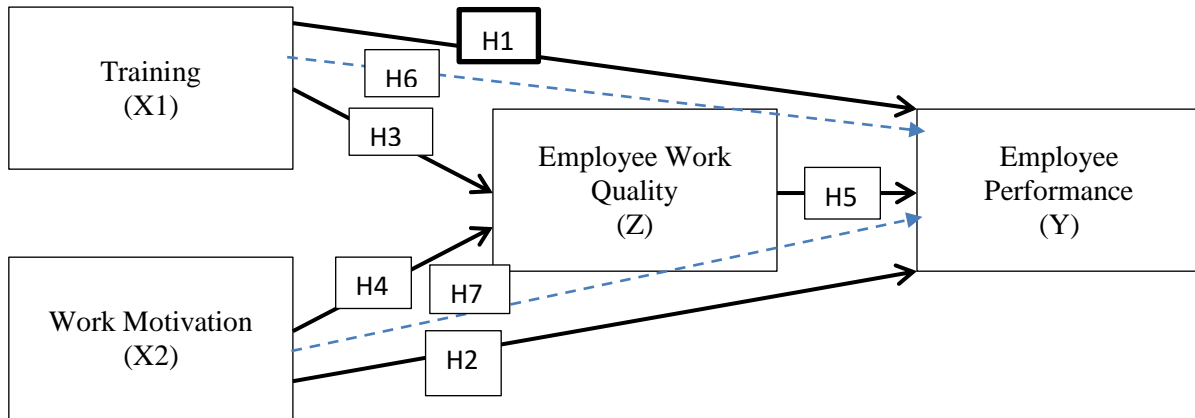 H1
Training
(X1)
H6
H3
Employee Work
Quality
(Z)
H5
Employee
Performance
(Y)
H4
H7
Work Motivation
(X2)
H2